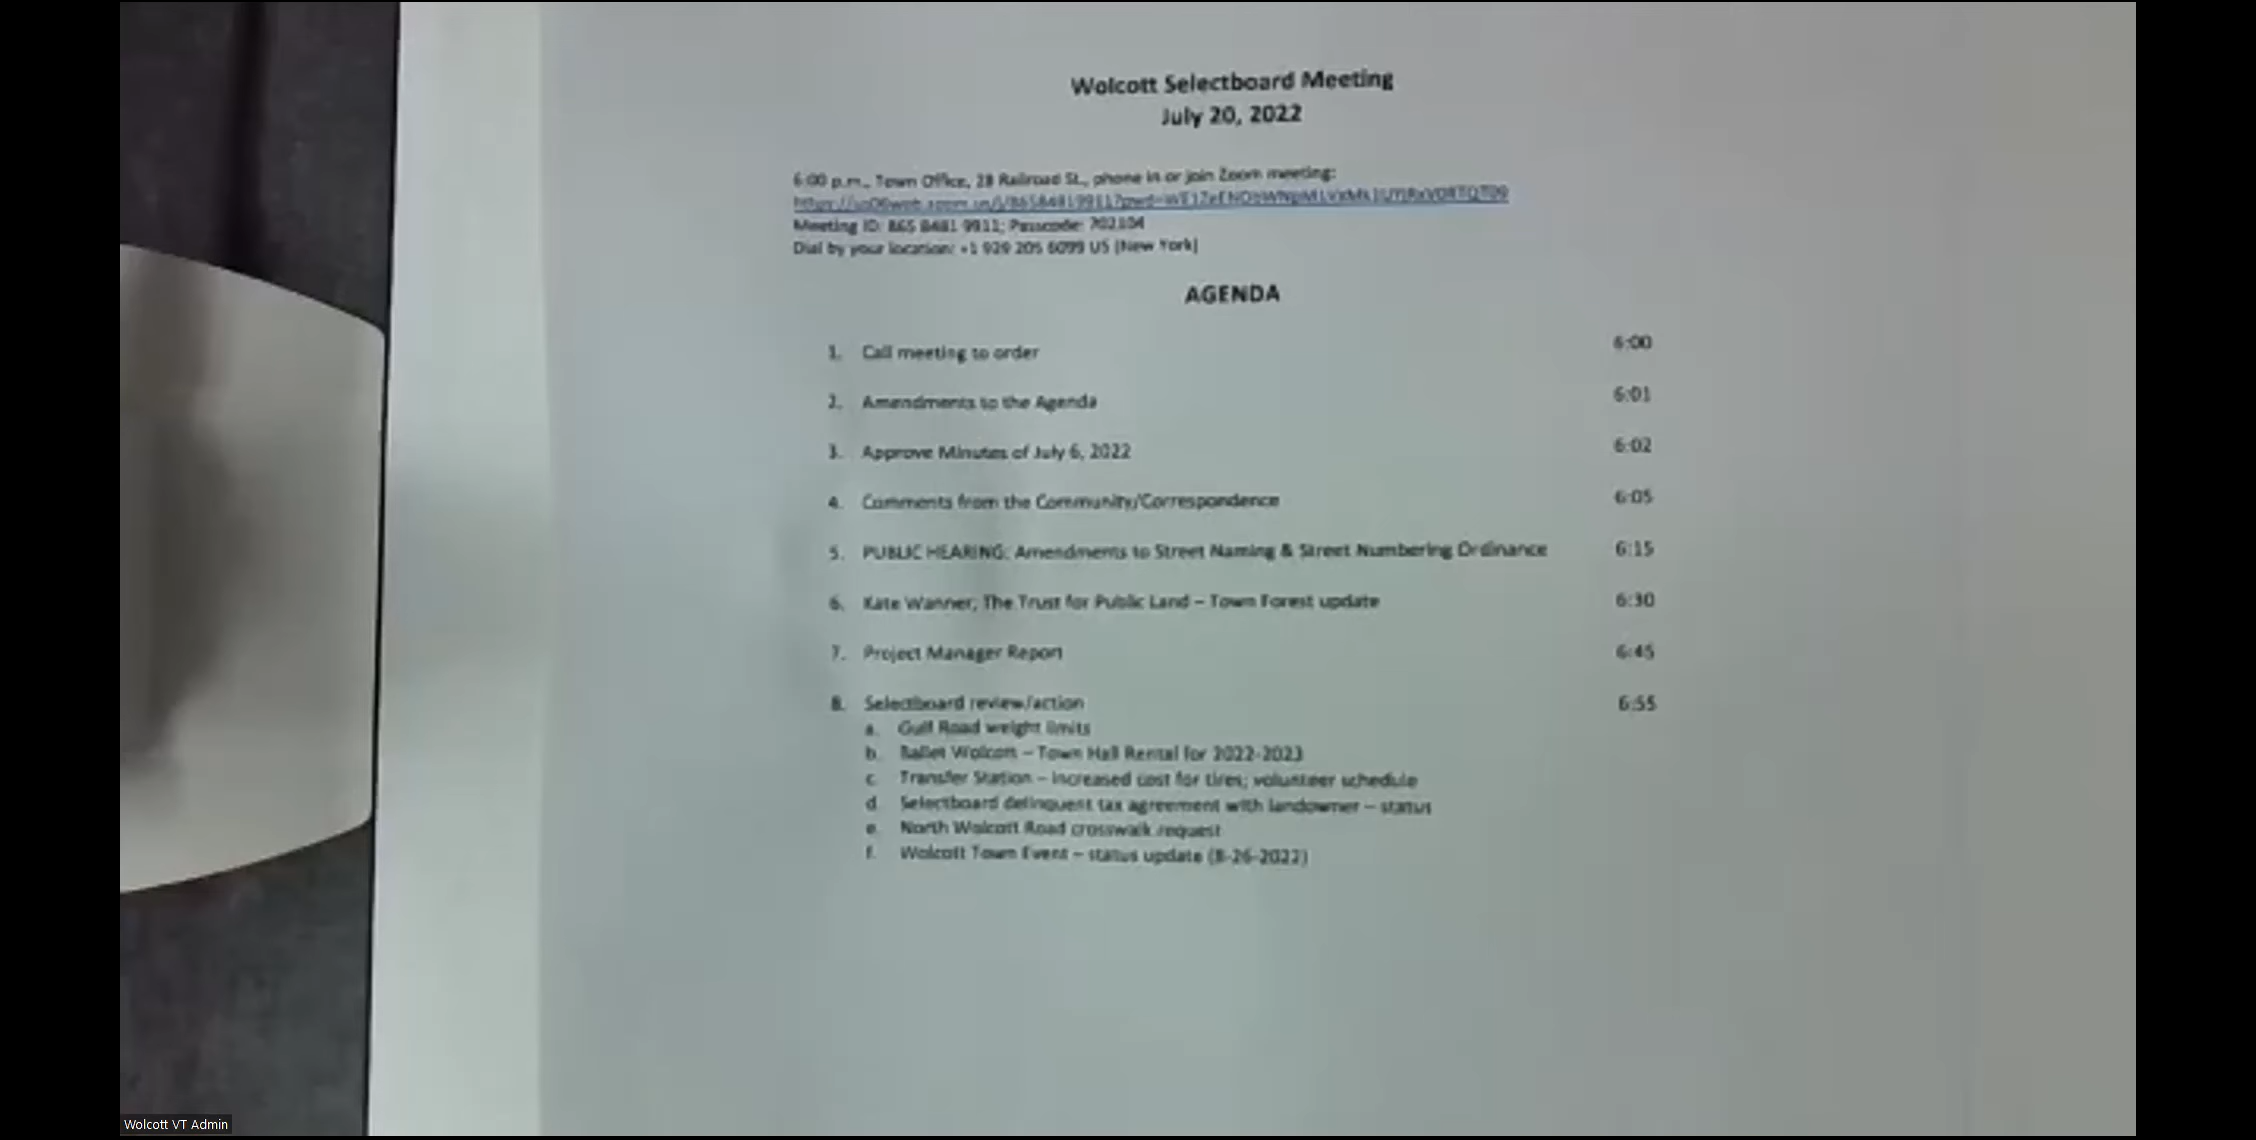 Wolcott Selectboard Meeting
July 20, 2022
6:00 p.m., Town Office, 28 Railroad St., phone in or join Zoom meeting:
Meeting ID: 865 8481 9911; Passcode: 702104
Dial by your location: +1 929 205 6099 US (New York)
AGENDA
1. Call meeting to order 6:00
2. Amendments to the Agenda 6:01
3. Approve Minutes of July 6, 2022 6:02
4. Comments from the Community/Correspondence 6:05
5. PUBLIC HEARING: Amendments to Street Naming & Street Numbering Ordinance 6:15
6. Kate Wanner, The Trust for Public Land – Town Forest update 6:30
7. Project Manager Report 6:45
8. Selectboard review/action 6:55
a. Gulf Road weight limits
b. Ballet Wolcott – Town Hall Rental for 2022-2023
c. Transfer Station – increased cost for tires; volunteer schedule
d. Selectboard delinquent tax agreement with landowner – status
e. North Wolcott Road crosswalk request
f. Wolcott Town Event – status update (8-26-2022)
Wolcott VT Admin